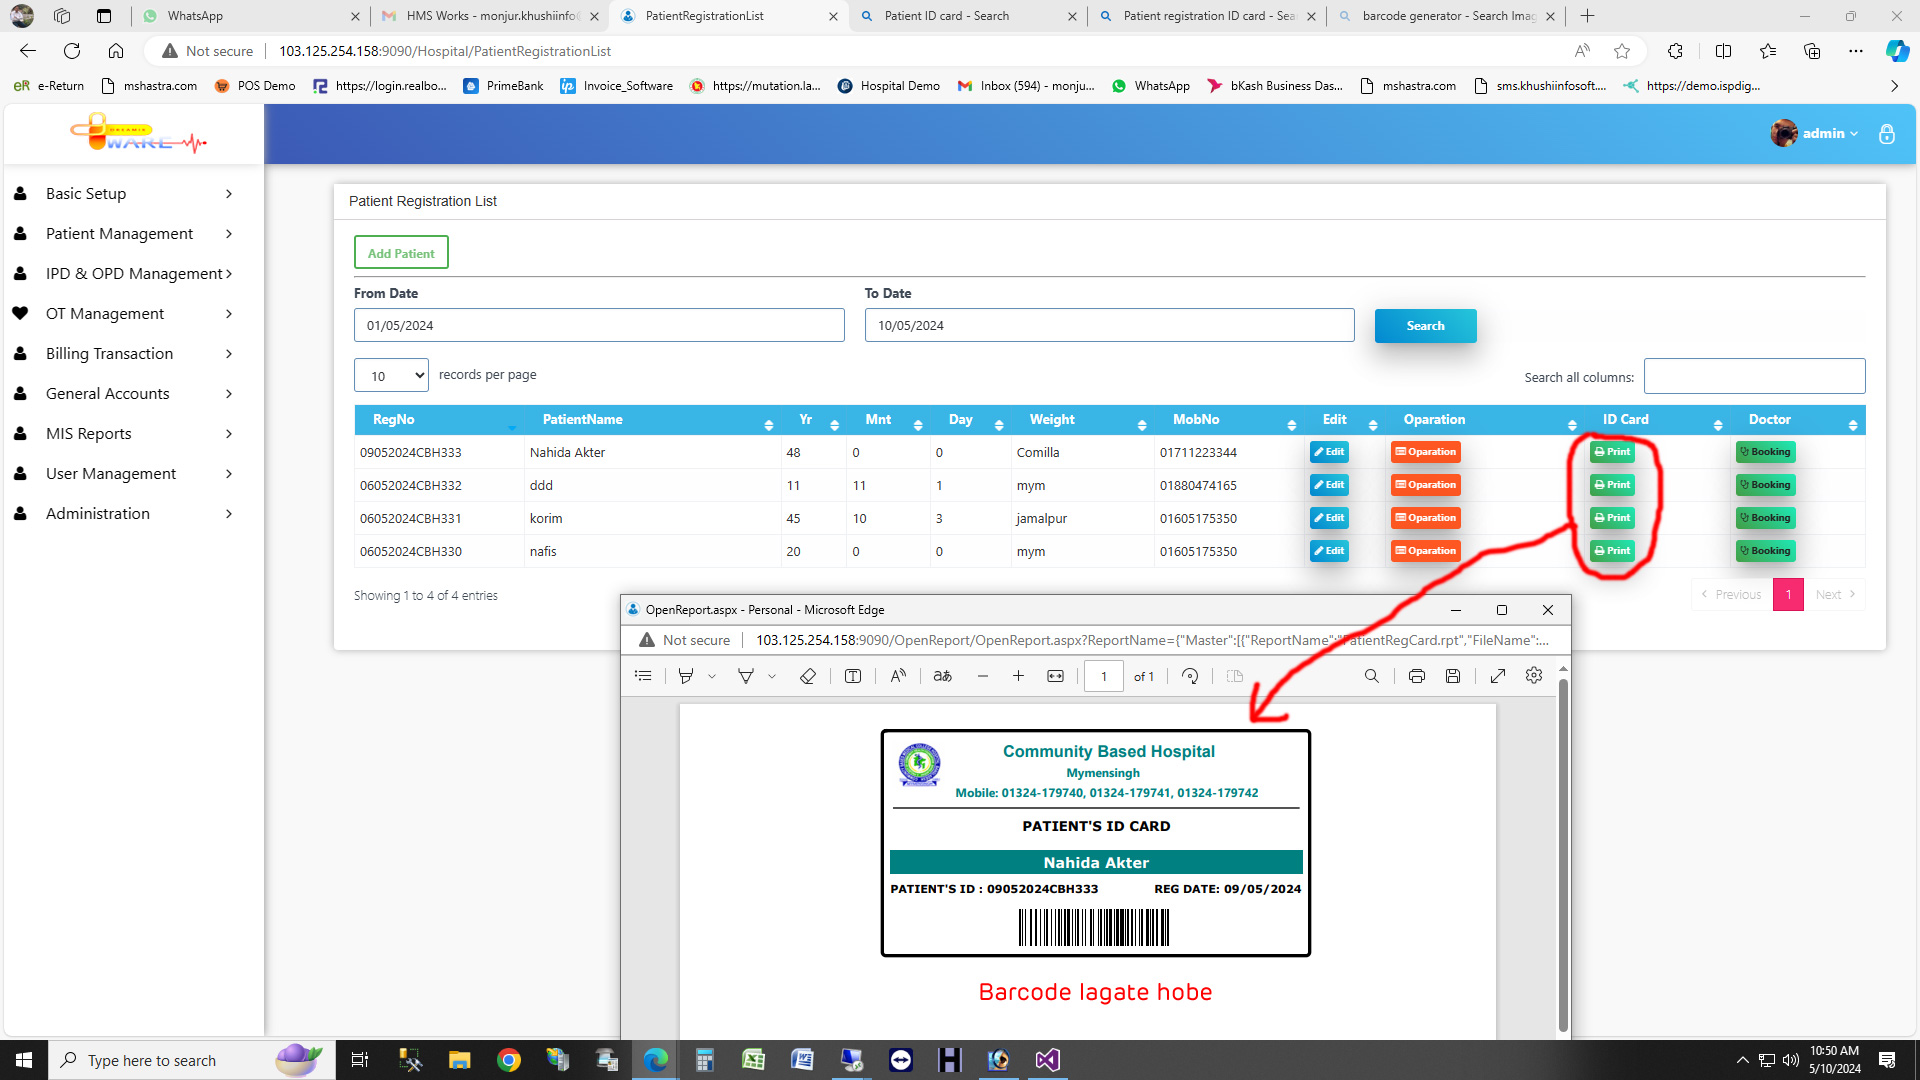 WhatsApp
HMS Works - monjur.khushiinfo@
PatientRegistrationList
Patient ID card - Search
Patient registration ID card - Sear
barcode generator - Search Imag
Not secure
103.125.254.158:9090/Hospital/PatientRegistrationList
e-Return
mshastra.com
POS Demo
https://login.realbo...
PrimeBank
Invoice_Software
https://mutation.la...
Hospital Demo
Inbox (594) - monju...
WhatsApp
bKash Business Das...
mshastra.com
sms.khushiinfosoft....
https://demo.ispdig...
WARE
admin
Basic Setup
Patient Management
IPD & OPD Management
OT Management
Billing Transaction
General Accounts
MIS Reports
User Management
Administration
Patient Registration List
Add Patient
From Date To Date
01/05/2024 10/05/2024 Search
10 records per page Search all columns:
RegNo PatientName Yr Mnt Day Weight MobNo Edit Oparation ID Card Doctor
09052024CBH333 Nahida Akter 48 0 0 Comilla 01711223344 Edit Oparation Print Booking
06052024CBH332 ddd 11 11 1 mym 01880474165 Edit Oparation Print Booking
06052024CBH331 korim 45 10 3 jamalpur 01605175350 Edit Oparation Print Booking
06052024CBH330 nafis 20 0 0 mym 01605175350 Edit Oparation Print Booking
Showing 1 to 4 of 4 entries Previous 1 Next
OpenReport.aspx - Personal - Microsoft Edge
Not secure 103.125.254.158:9090/OpenReport/OpenReport.aspx?ReportName={"Master":[{"ReportName":"PatientRegCard.rpt","FileName":...
1 of 1
Community Based Hospital
Mymensingh
Mobile: 01324-179740, 01324-179741, 01324-179742
PATIENT'S ID CARD
Nahida Akter
PATIENT'S ID : 09052024CBH333 REG DATE: 09/05/2024
Barcode lagate hobe
Type here to search
10:50 AM
5/10/2024